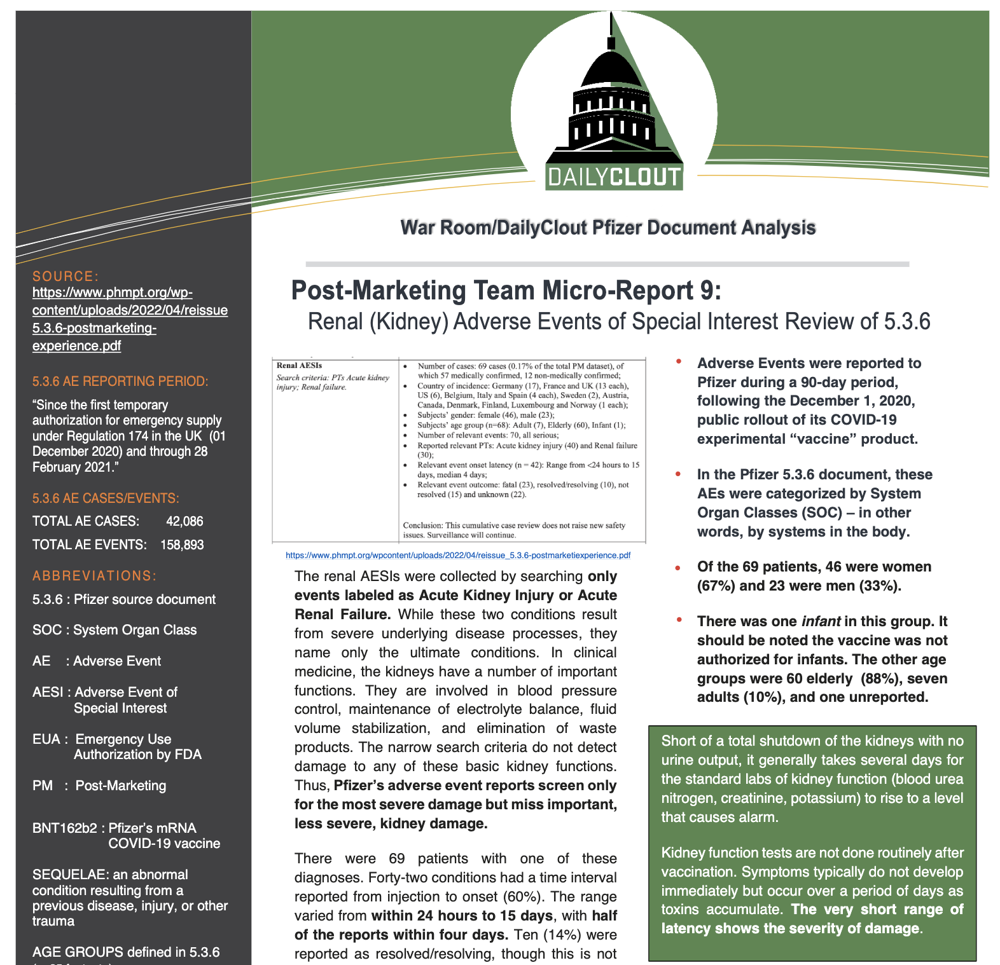 DAILYCLOUT
War Room/DailyClout Pfizer Document Analysis
SOURCE:
https://www.phmpt.org/wp-
content/uploads/2022/04/reissue
5.3.6-postmarketing-
experience.pdf
5.3.6 AE REPORTING PERIOD:
“Since the first temporary
authorization for emergency supply
under Regulation 174 in the UK (01
December 2020) and through 28
February 2021.”
5.3.6 AE CASES/EVENTS:
TOTAL AE CASES: 42,086
TOTAL AE EVENTS: 158,893
ABBREVIATIONS:
5.3.6 : Pfizer source document
SOC : System Organ Class
AE : Adverse Event
AESI : Adverse Event of
Special Interest
EUA : Emergency Use
Authorization by FDA
PM : Post-Marketing
BNT162b2 : Pfizer’s mRNA
COVID-19 vaccine
SEQUELAE: an abnormal
condition resulting from a
previous disease, injury, or other
trauma
AGE GROUPS defined in 5.3.6
Post-Marketing Team Micro-Report 9:
Renal (Kidney) Adverse Events of Special Interest Review of 5.3.6
Renal AESIs
Search criteria: PTs Acute kidney
injury; Renal failure.
• Number of cases: 69 cases (0.17% of the total PM dataset), of
which 57 medically confirmed, 12 non-medically confirmed;
• Country of incidence: Germany (17), France and UK (13 each),
US (6), Belgium, Italy and Spain (4 each), Sweden (2), Austria,
Canada, Denmark, Finland, Luxembourg and Norway (1 each);
• Subjects’ gender: female (46), male (23);
• Subjects’ age group (n=68): Adult (7), Elderly (60), Infant (1);
• Number of relevant events: 70, all serious;
• Reported relevant PTs: Acute kidney injury (40) and Renal failure
(30);
• Relevant event onset latency (n = 42): Range from <24 hours to 15
days, median 4 days;
• Relevant event outcome: fatal (23), resolved/resolving (10), not
resolved (15) and unknown (22).
Conclusion: This cumulative case review does not raise new safety
issues. Surveillance will continue.
https://www.phmpt.org/wpcontent/uploads/2022/04/reissue_5.3.6-postmarketiexperience.pdf
The renal AESIs were collected by searching only
events labeled as Acute Kidney Injury or Acute
Renal Failure. While these two conditions result
from severe underlying disease processes, they
name only the ultimate conditions. In clinical
medicine, the kidneys have a number of important
functions. They are involved in blood pressure
control, maintenance of electrolyte balance, fluid
volume stabilization, and elimination of waste
products. The narrow search criteria do not detect
damage to any of these basic kidney functions.
Thus, Pfizer’s adverse event reports screen only
for the most severe damage but miss important,
less severe, kidney damage.
There were 69 patients with one of these
diagnoses. Forty-two conditions had a time interval
reported from injection to onset (60%). The range
varied from within 24 hours to 15 days, with half
of the reports within four days. Ten (14%) were
reported as resolved/resolving, though this is not
• Adverse Events were reported to
Pfizer during a 90-day period,
following the December 1, 2020,
public rollout of its COVID-19
experimental “vaccine” product.
• In the Pfizer 5.3.6 document, these
AEs were categorized by System
Organ Classes (SOC) – in other
words, by systems in the body.
• Of the 69 patients, 46 were women
(67%) and 23 were men (33%).
• There was one infant in this group. It
should be noted the vaccine was not
authorized for infants. The other age
groups were 60 elderly (88%), seven
adults (10%), and one unreported.
Short of a total shutdown of the kidneys with no
urine output, it generally takes several days for
the standard labs of kidney function (blood urea
nitrogen, creatinine, potassium) to rise to a level
that causes alarm.
Kidney function tests are not done routinely after
vaccination. Symptoms typically do not develop
immediately but occur over a period of days as
toxins accumulate. The very short range of
latency shows the severity of damage.